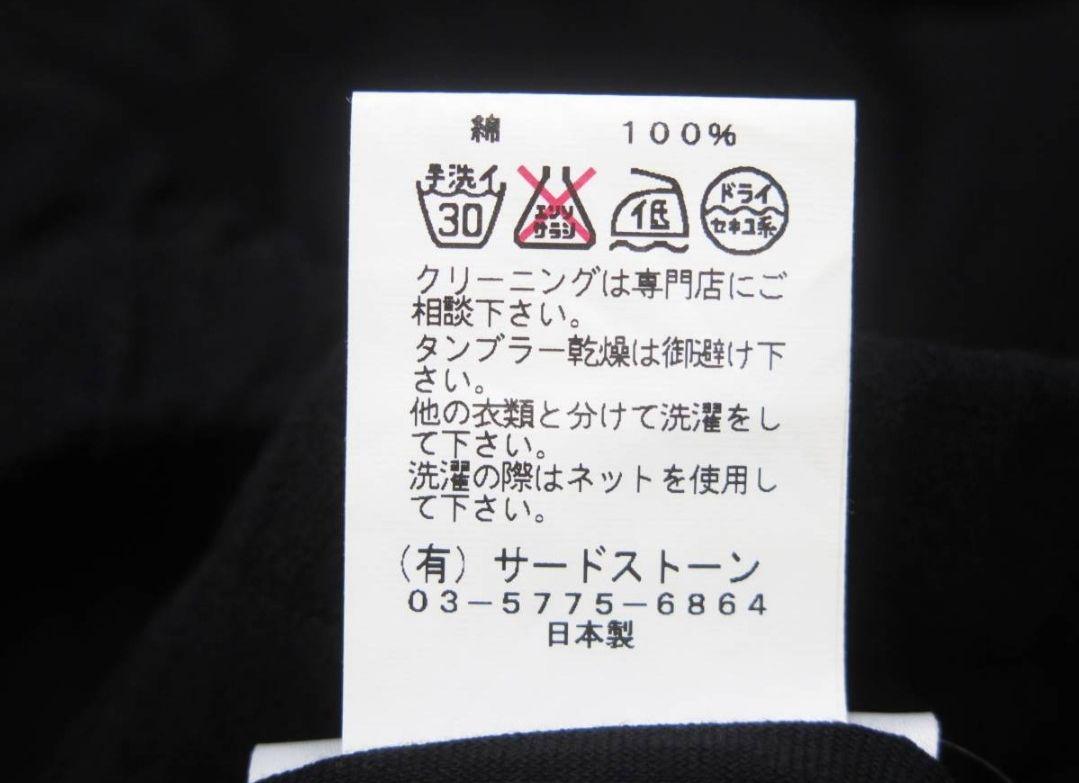 綿 100%
手洗イ 30 エンソ サラシ 低 ドライ セキユ系
クリーニングは専門店にご
相談下さい。
タンブラー乾燥は御避け下
さい。
他の衣類と分けて洗濯をし
て下さい。
洗濯の際はネットを使用し
て下さい。
(有)サードストーン
03-5775-6864
日本製